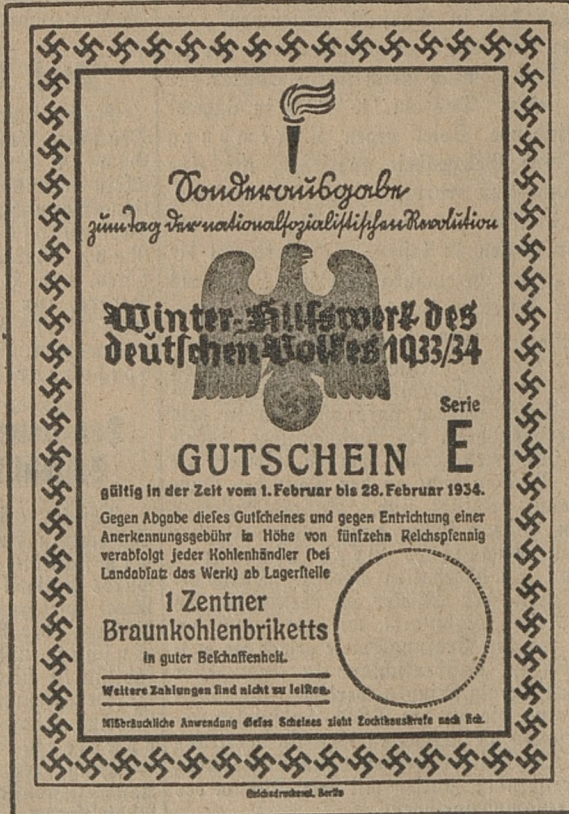 Sonderausgabe
zum Tag der nationalsozialistischen Revolution
Winter-Hilfswerk des
deutschen Volkes 1933/34
Serie
E
GUTSCHEIN
gültig in der Zeit vom 1. Februar bis 28. Februar 1934.
Gegen Abgabe dieses Gutscheines und gegen Entrichtung einer
Anerkennungsgebühr in Höhe von fünfzehn Reichspfennig
verabfolgt jeder Kohlenhändler (bei
Landabsatz das Werk) ab Lagerstelle
1 Zentner
Braunkohlenbriketts
in guter Beschaffenheit.
Weitere Zahlungen sind nicht zu leisten.
Mißbräuchliche Anwendung dieses Scheines zieht Zuchthausstrafe nach sich.
Reichsdruckerei, Berlin